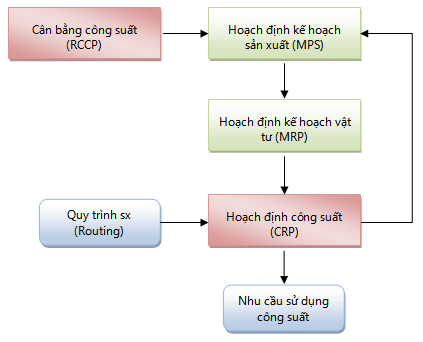 Cân bằng công suất
(RCCP)
Hoạch định kế hoạch
sản xuất (MPS)
Hoạch định kế hoạch vật
tư (MRP)
Quy trình sx
(Routing)
Hoạch định công suất
(CRP)
Nhu cầu sử dụng
công suất